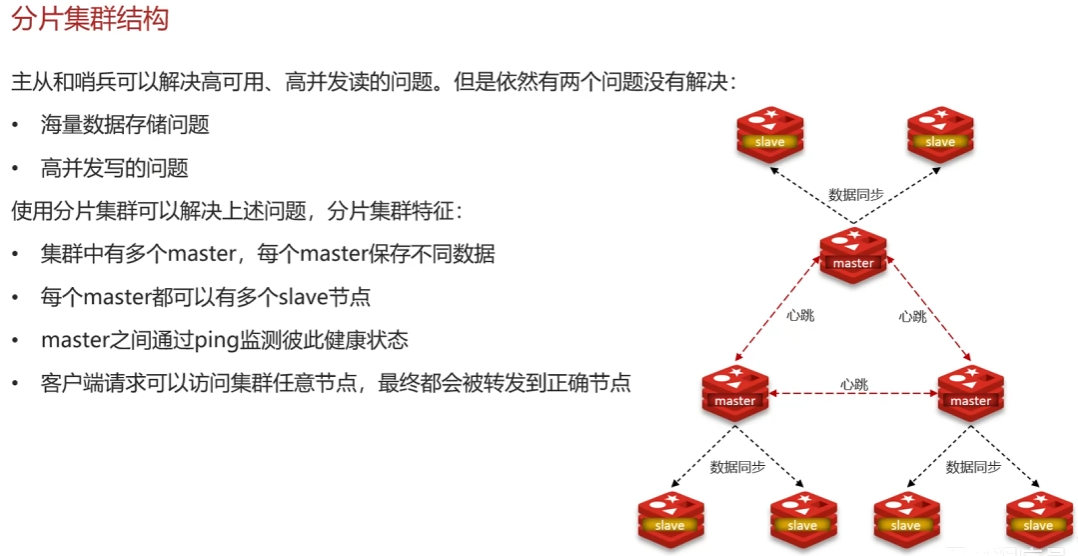 分片集群结构
主从和哨兵可以解决高可用、高并发读的问题。但是依然有两个问题没有解决：
• 海量数据存储问题
• 高并发写的问题
使用分片集群可以解决上述问题，分片集群特征：
• 集群中有多个master，每个master保存不同数据
• 每个master都可以有多个slave节点
• master之间通过ping监测彼此健康状态
• 客户端请求可以访问集群任意节点，最终都会被转发到正确节点
slave
slave
数据同步
master
心跳
心跳
master
心跳
master
数据同步
数据同步
slave
slave
slave
slave